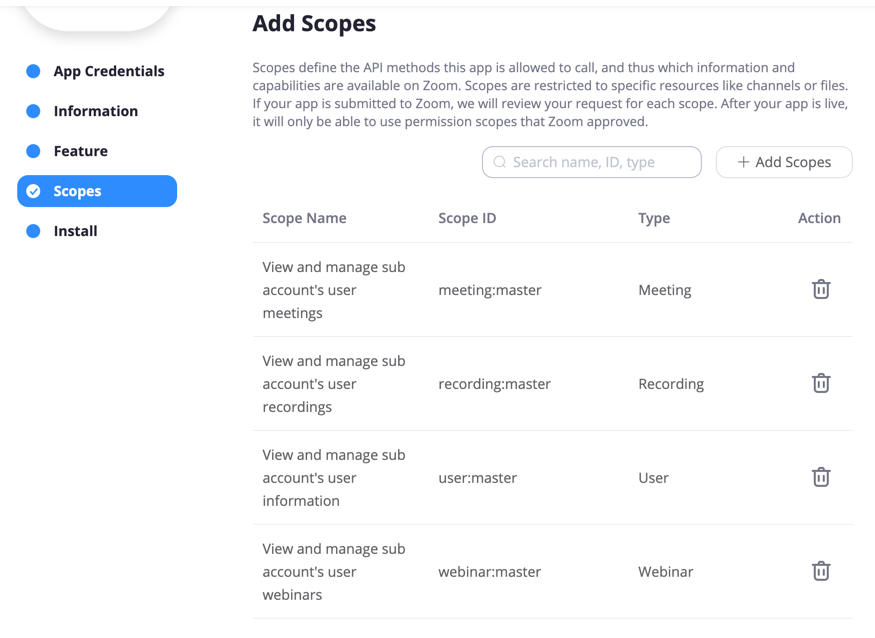 Add Scopes
App Credentials
Information
Feature
Scopes
Install
Scopes define the API methods this app is allowed to call, and thus which information and
capabilities are available on Zoom. Scopes are restricted to specific resources like channels or files.
If your app is submitted to Zoom, we will review your request for each scope. After your app is live,
it will only be able to use permission scopes that Zoom approved.
Search name, ID, type
+ Add Scopes
Scope Name Scope ID Type Action
View and manage sub
account's user meeting:master Meeting
meetings
View and manage sub
account's user recording:master Recording
recordings
View and manage sub
account's user user:master User
information
View and manage sub
account's user webinar:master Webinar
webinars